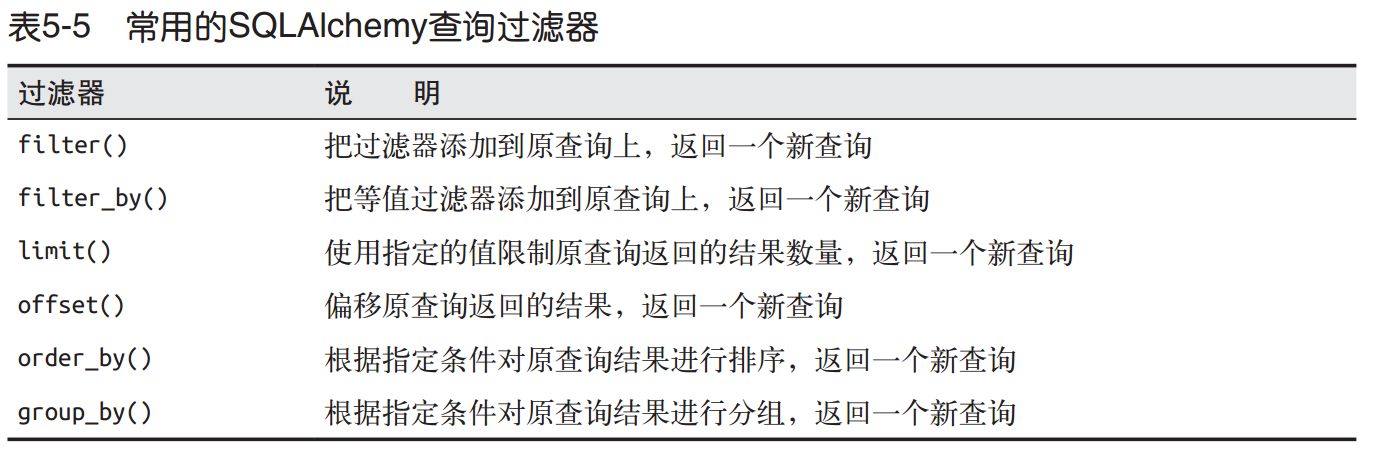 表5-5 常用的SQLAlchemy查询过滤器
过滤器 说 明
filter() 把过滤器添加到原查询上，返回一个新查询
filter_by() 把等值过滤器添加到原查询上，返回一个新查询
limit() 使用指定的值限制原查询返回的结果数量，返回一个新查询
offset() 偏移原查询返回的结果，返回一个新查询
order_by() 根据指定条件对原查询结果进行排序，返回一个新查询
group_by() 根据指定条件对原查询结果进行分组，返回一个新查询